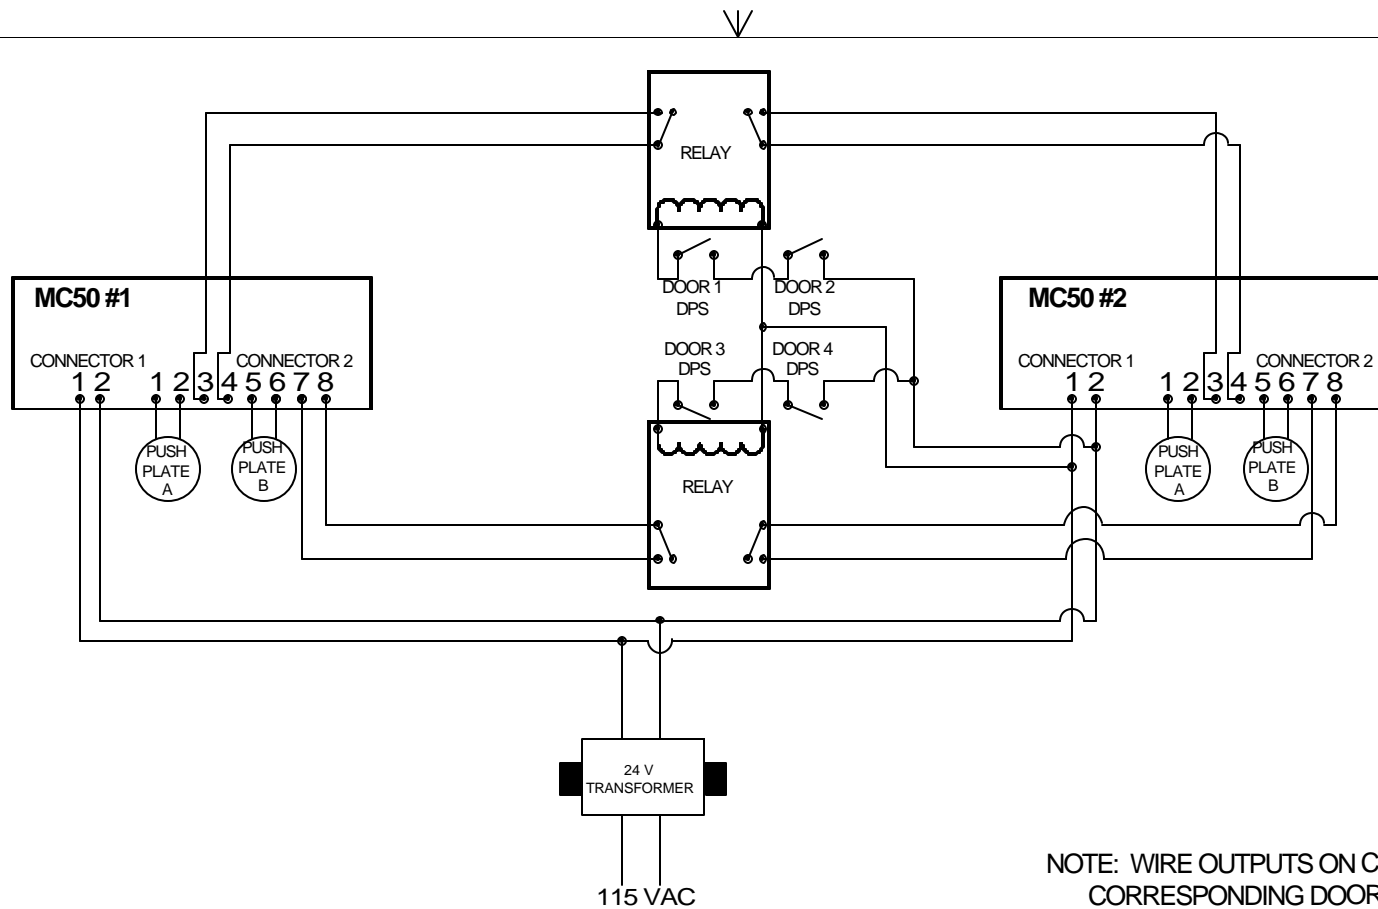 RELAY
MC50 #1
CONNECTOR 1
CONNECTOR 2
1 2 1 2 3 4 5 6 7 8
PUSH
PLATE
A
PUSH
PLATE
B
DOOR 1
DPS
DOOR 2
DPS
DOOR 3
DPS
DOOR 4
DPS
RELAY
MC50 #2
CONNECTOR 1
CONNECTOR 2
1 2 1 2 3 4 5 6 7 8
PUSH
PLATE
A
PUSH
PLATE
B
24 V
TRANSFORMER
115 VAC
NOTE: WIRE OUTPUTS ON C
CORRESPONDING DOOR